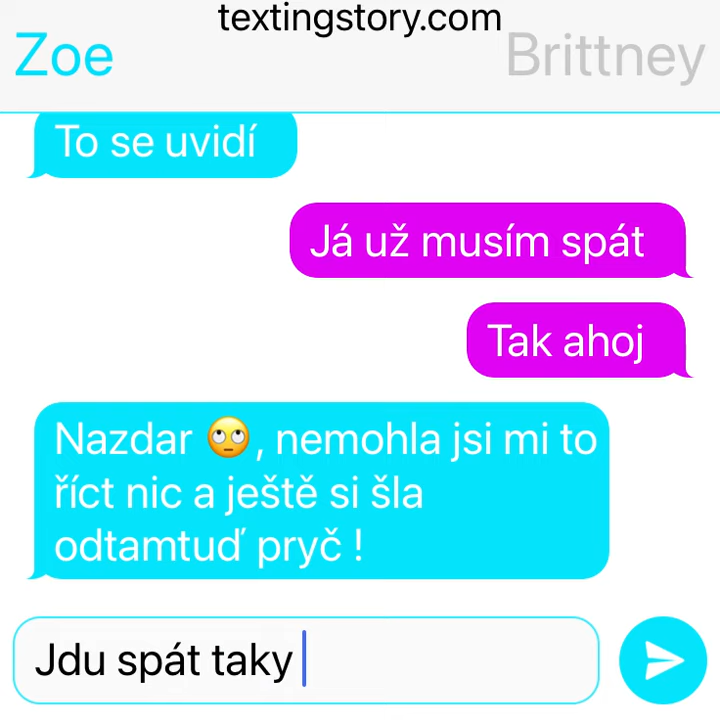 textingstory.com
Zoe
Brittney
To se uvidí
Já už musím spát
Tak ahoj
Nazdar 🙄, nemohla jsi mi to
říct nic a ještě si šla
odtamtuď pryč !
Jdu spát taky